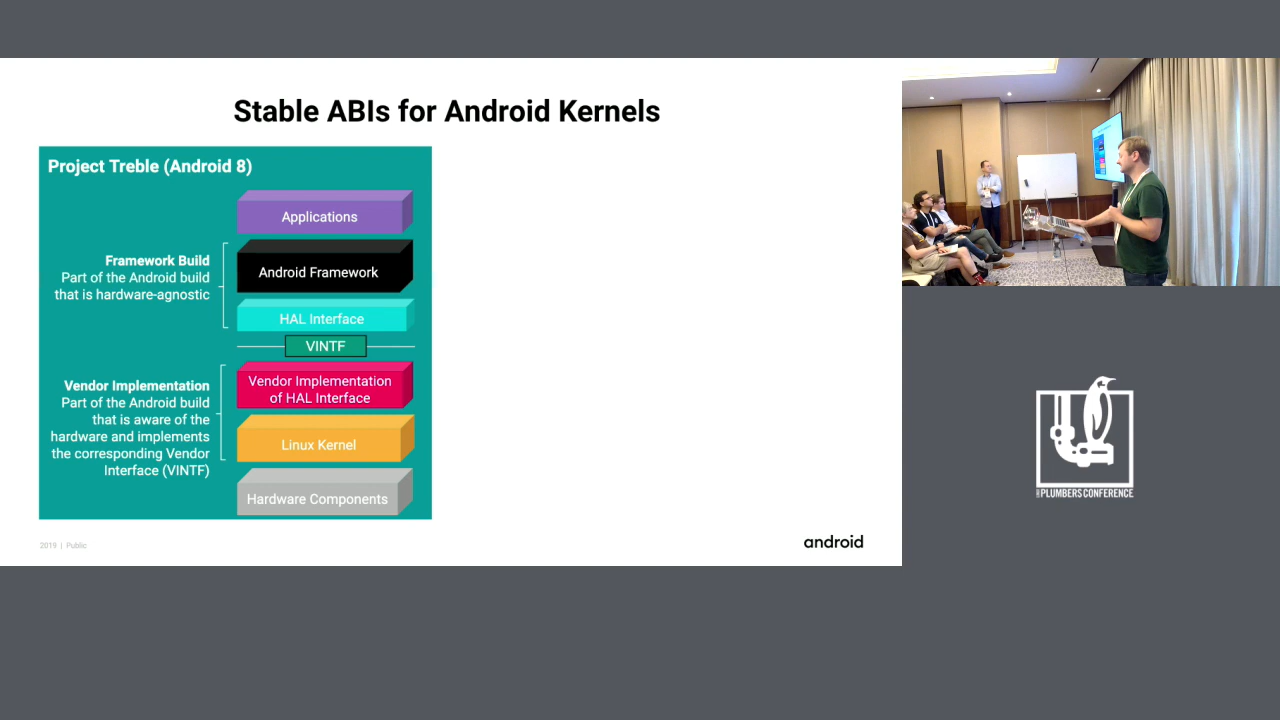 Stable ABIs for Android Kernels
Project Treble (Android 8)
Applications
Framework Build
Part of the Android build
that is hardware-agnostic
Android Framework
HAL Interface
VINTF
Vendor Implementation
Part of the Android build
that is aware of the
hardware and implements
the corresponding Vendor
Interface (VINTF)
Vendor Implementation
of HAL Interface
Linux Kernel
Hardware Components
2019 | Public
android
PLUMBERS CONFERENCE